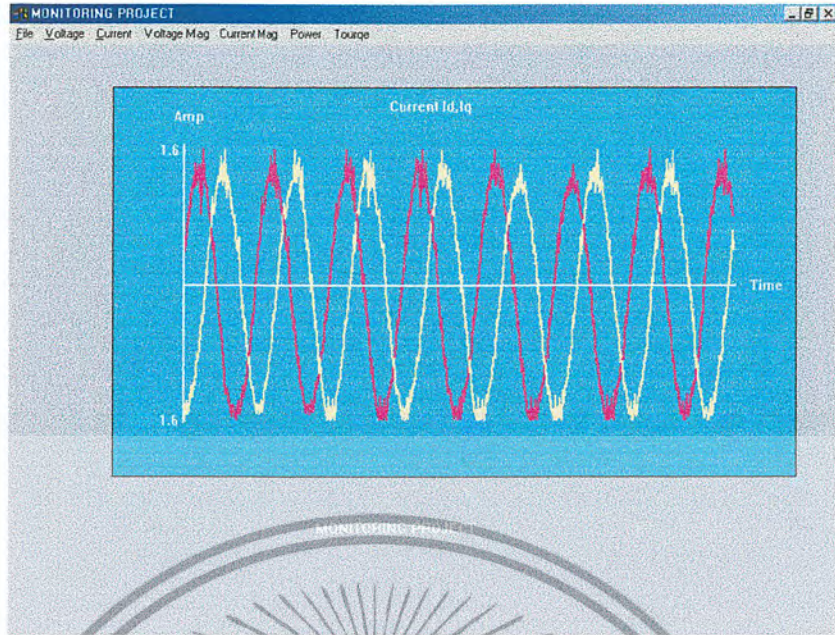 MONITORING PROJECT
File Voltage Current Voltage Mag Current Mag Power Tourqe
Current Id,Iq
Amp
1.6
Time
1.6
MONITORING PROJECT